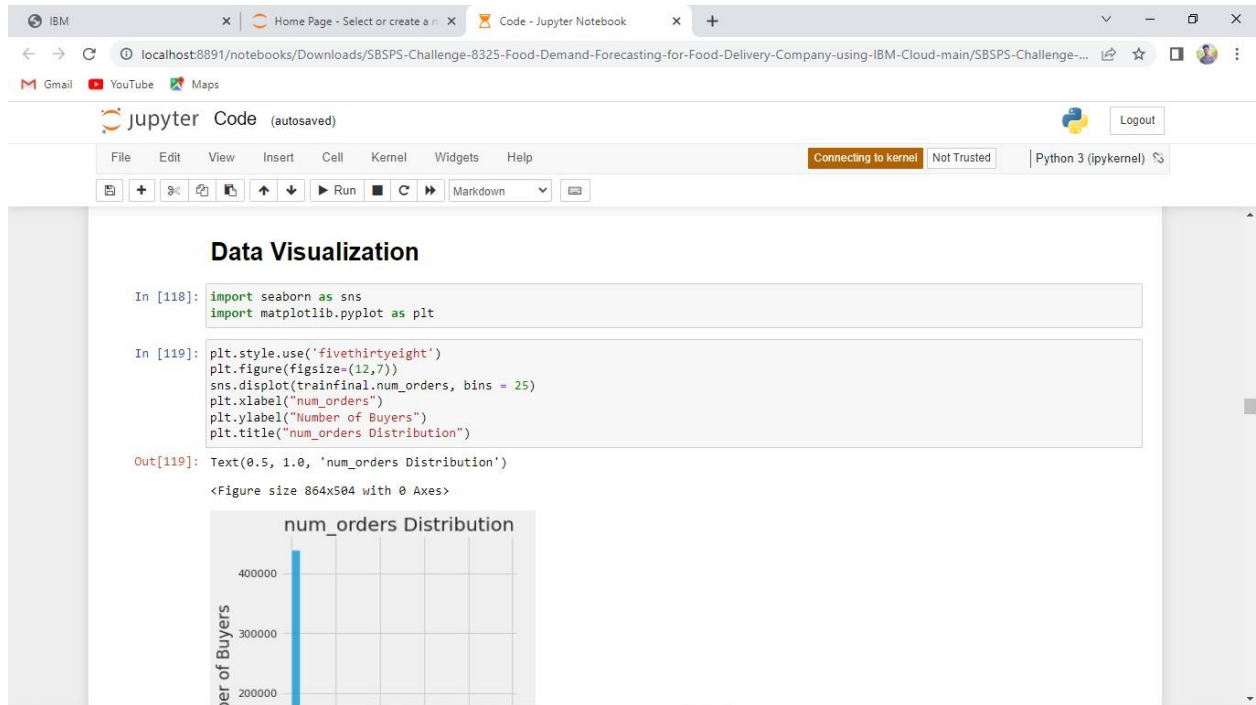 IBM
Home Page - Select or create a n
Code - Jupyter Notebook
localhost:8891/notebooks/Downloads/SBSPS-Challenge-8325-Food-Demand-Forecasting-for-Food-Delivery-Company-using-IBM-Cloud-main/SBSPS-Challenge-...
Gmail YouTube Maps
jupyter Code (autosaved)
Logout
File Edit View Insert Cell Kernel Widgets Help
Connecting to kernel Not Trusted Python 3 (ipykernel)
Run Markdown
Data Visualization
In [118]: import seaborn as sns
import matplotlib.pyplot as plt
In [119]: plt.style.use('fivethirtyeight')
plt.figure(figsize=(12,7))
sns.displot(trainfinal.num_orders, bins = 25)
plt.xlabel("num_orders")
plt.ylabel("Number of Buyers")
plt.title("num_orders Distribution")
Out[119]: Text(0.5, 1.0, 'num_orders Distribution')
<Figure size 864x504 with 0 Axes>
num_orders Distribution
400000
300000
200000
er of Buyers